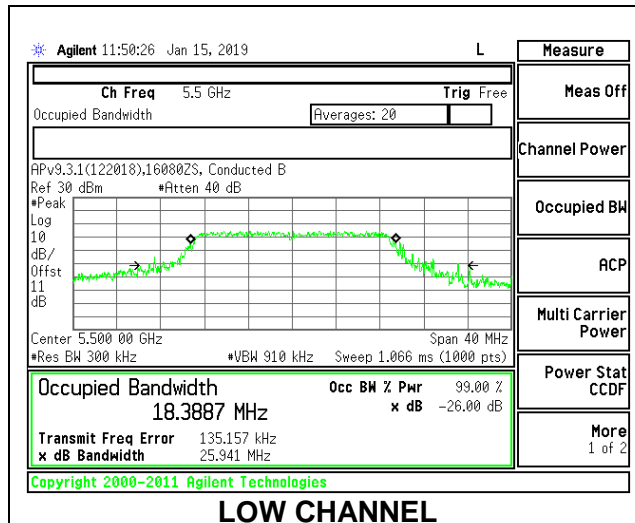 Agilent 11:50:26 Jan 15, 2019 L
Measure
Ch Freq 5.5 GHz Trig Free
Occupied Bandwidth Averages: 20
Meas Off
Channel Power
Occupied BW
ACP
Multi Carrier
Power
Power Stat
CCDF
More
1 of 2
APv9.3.1(122018),16080ZS, Conducted B
Ref 30 dBm #Atten 40 dB
#Peak
Log
10
dB/
Offst
11
dB
Center 5.500 00 GHz Span 40 MHz
#Res BW 300 kHz #VBW 910 kHz Sweep 1.066 ms (1000 pts)
Occupied Bandwidth Occ BW % Pwr 99.00 %
18.3887 MHz x dB -26.00 dB
Transmit Freq Error 135.157 kHz
x dB Bandwidth 25.941 MHz
Copyright 2000-2011 Agilent Technologies
LOW CHANNEL